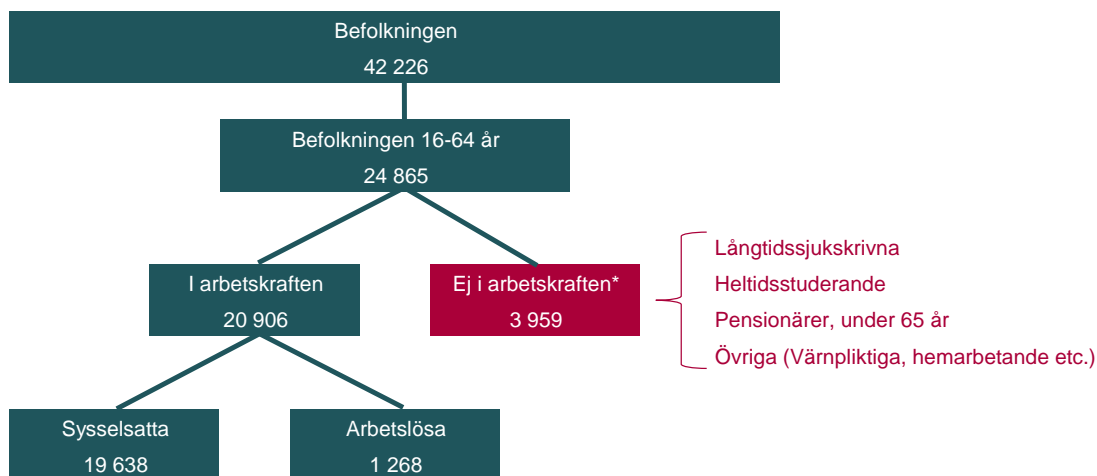 Befolkningen
42 226
Befolkningen 16-64 år
24 865
I arbetskraften
20 906
Ej i arbetskraften*
3 959
Långtidssjukskrivna
Heltidsstuderande
Pensionärer, under 65 år
Övriga (Värnpliktiga, hemarbetande etc.)
Sysselsatta
19 638
Arbetslösa
1 268